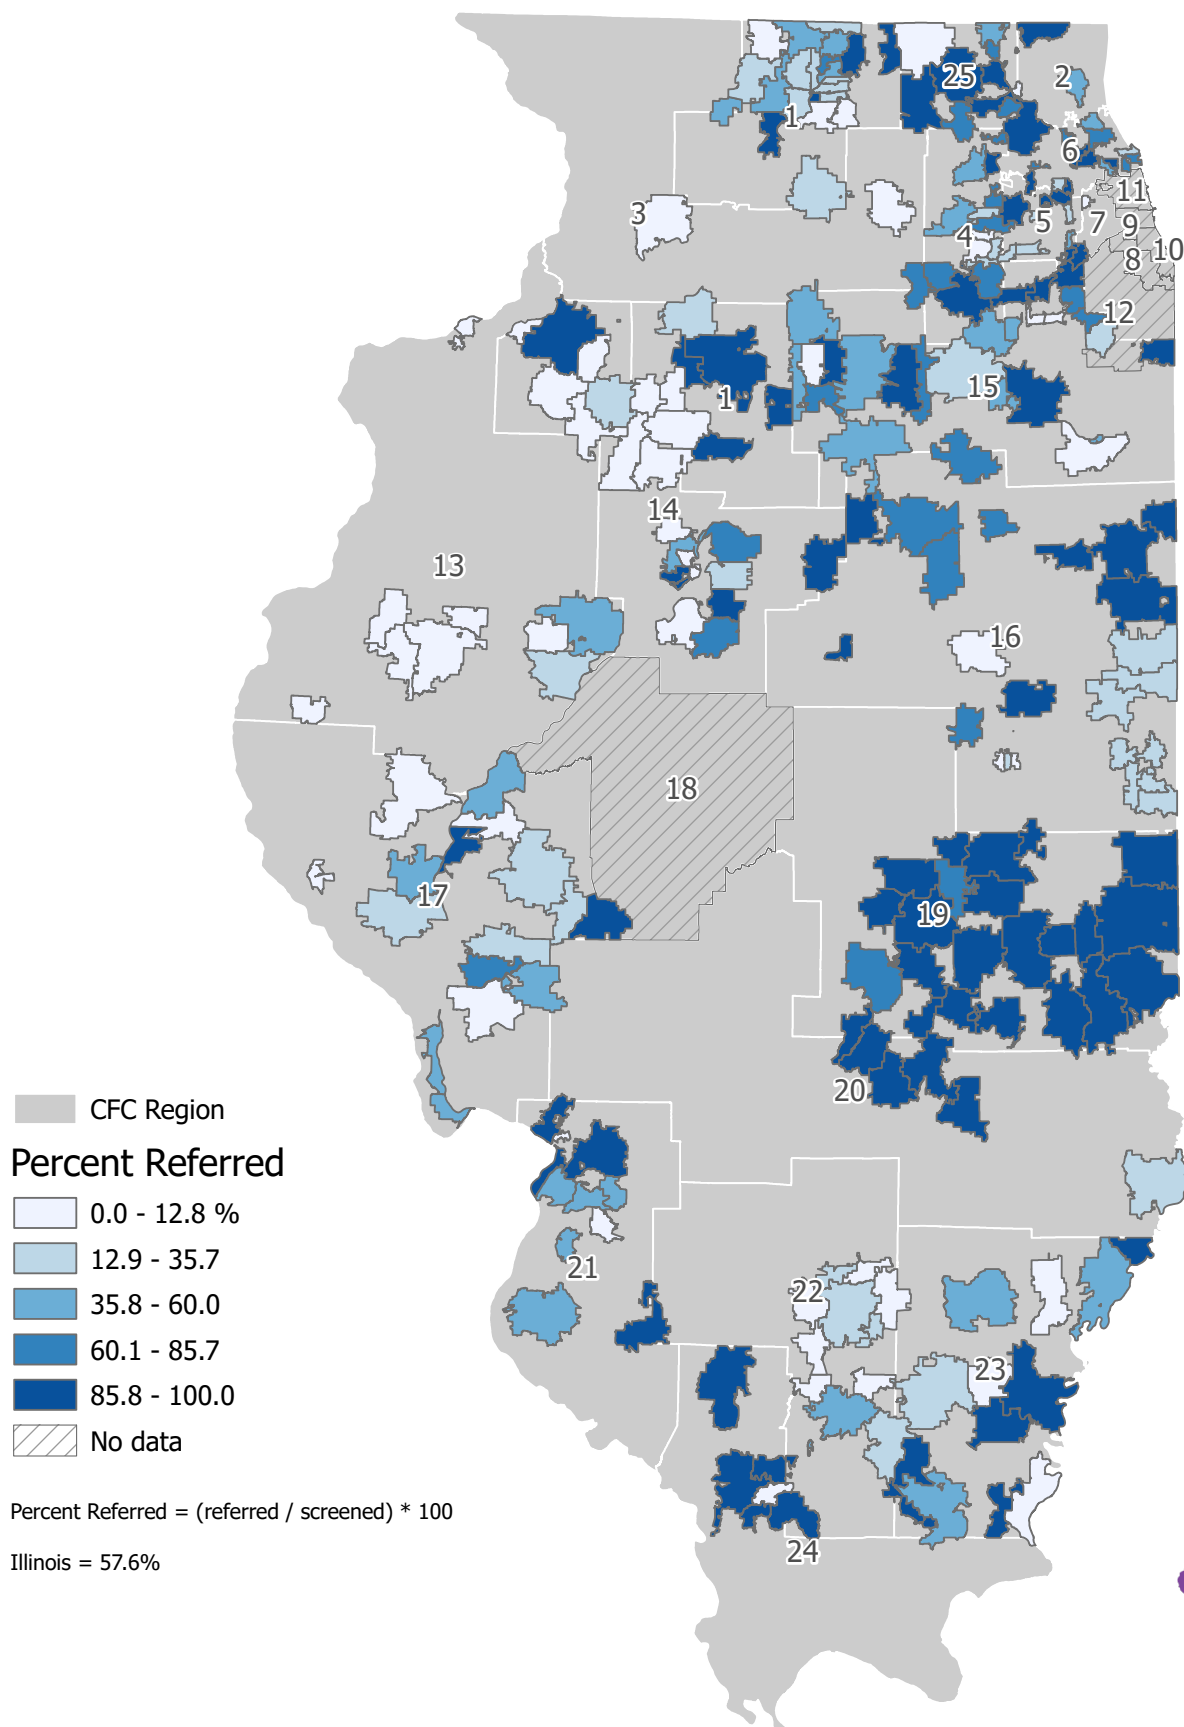 25
2
1
6
3
11
5
7
9
4
10
8
12
15
1
14
13
16
18
17
19
20
21
22
23
24
CFC Region
Percent Referred
0.0 - 12.8 %
12.9 - 35.7
35.8 - 60.0
60.1 - 85.7
85.8 - 100.0
No data
Percent Referred = (referred / screened) * 100
Illinois = 57.6%